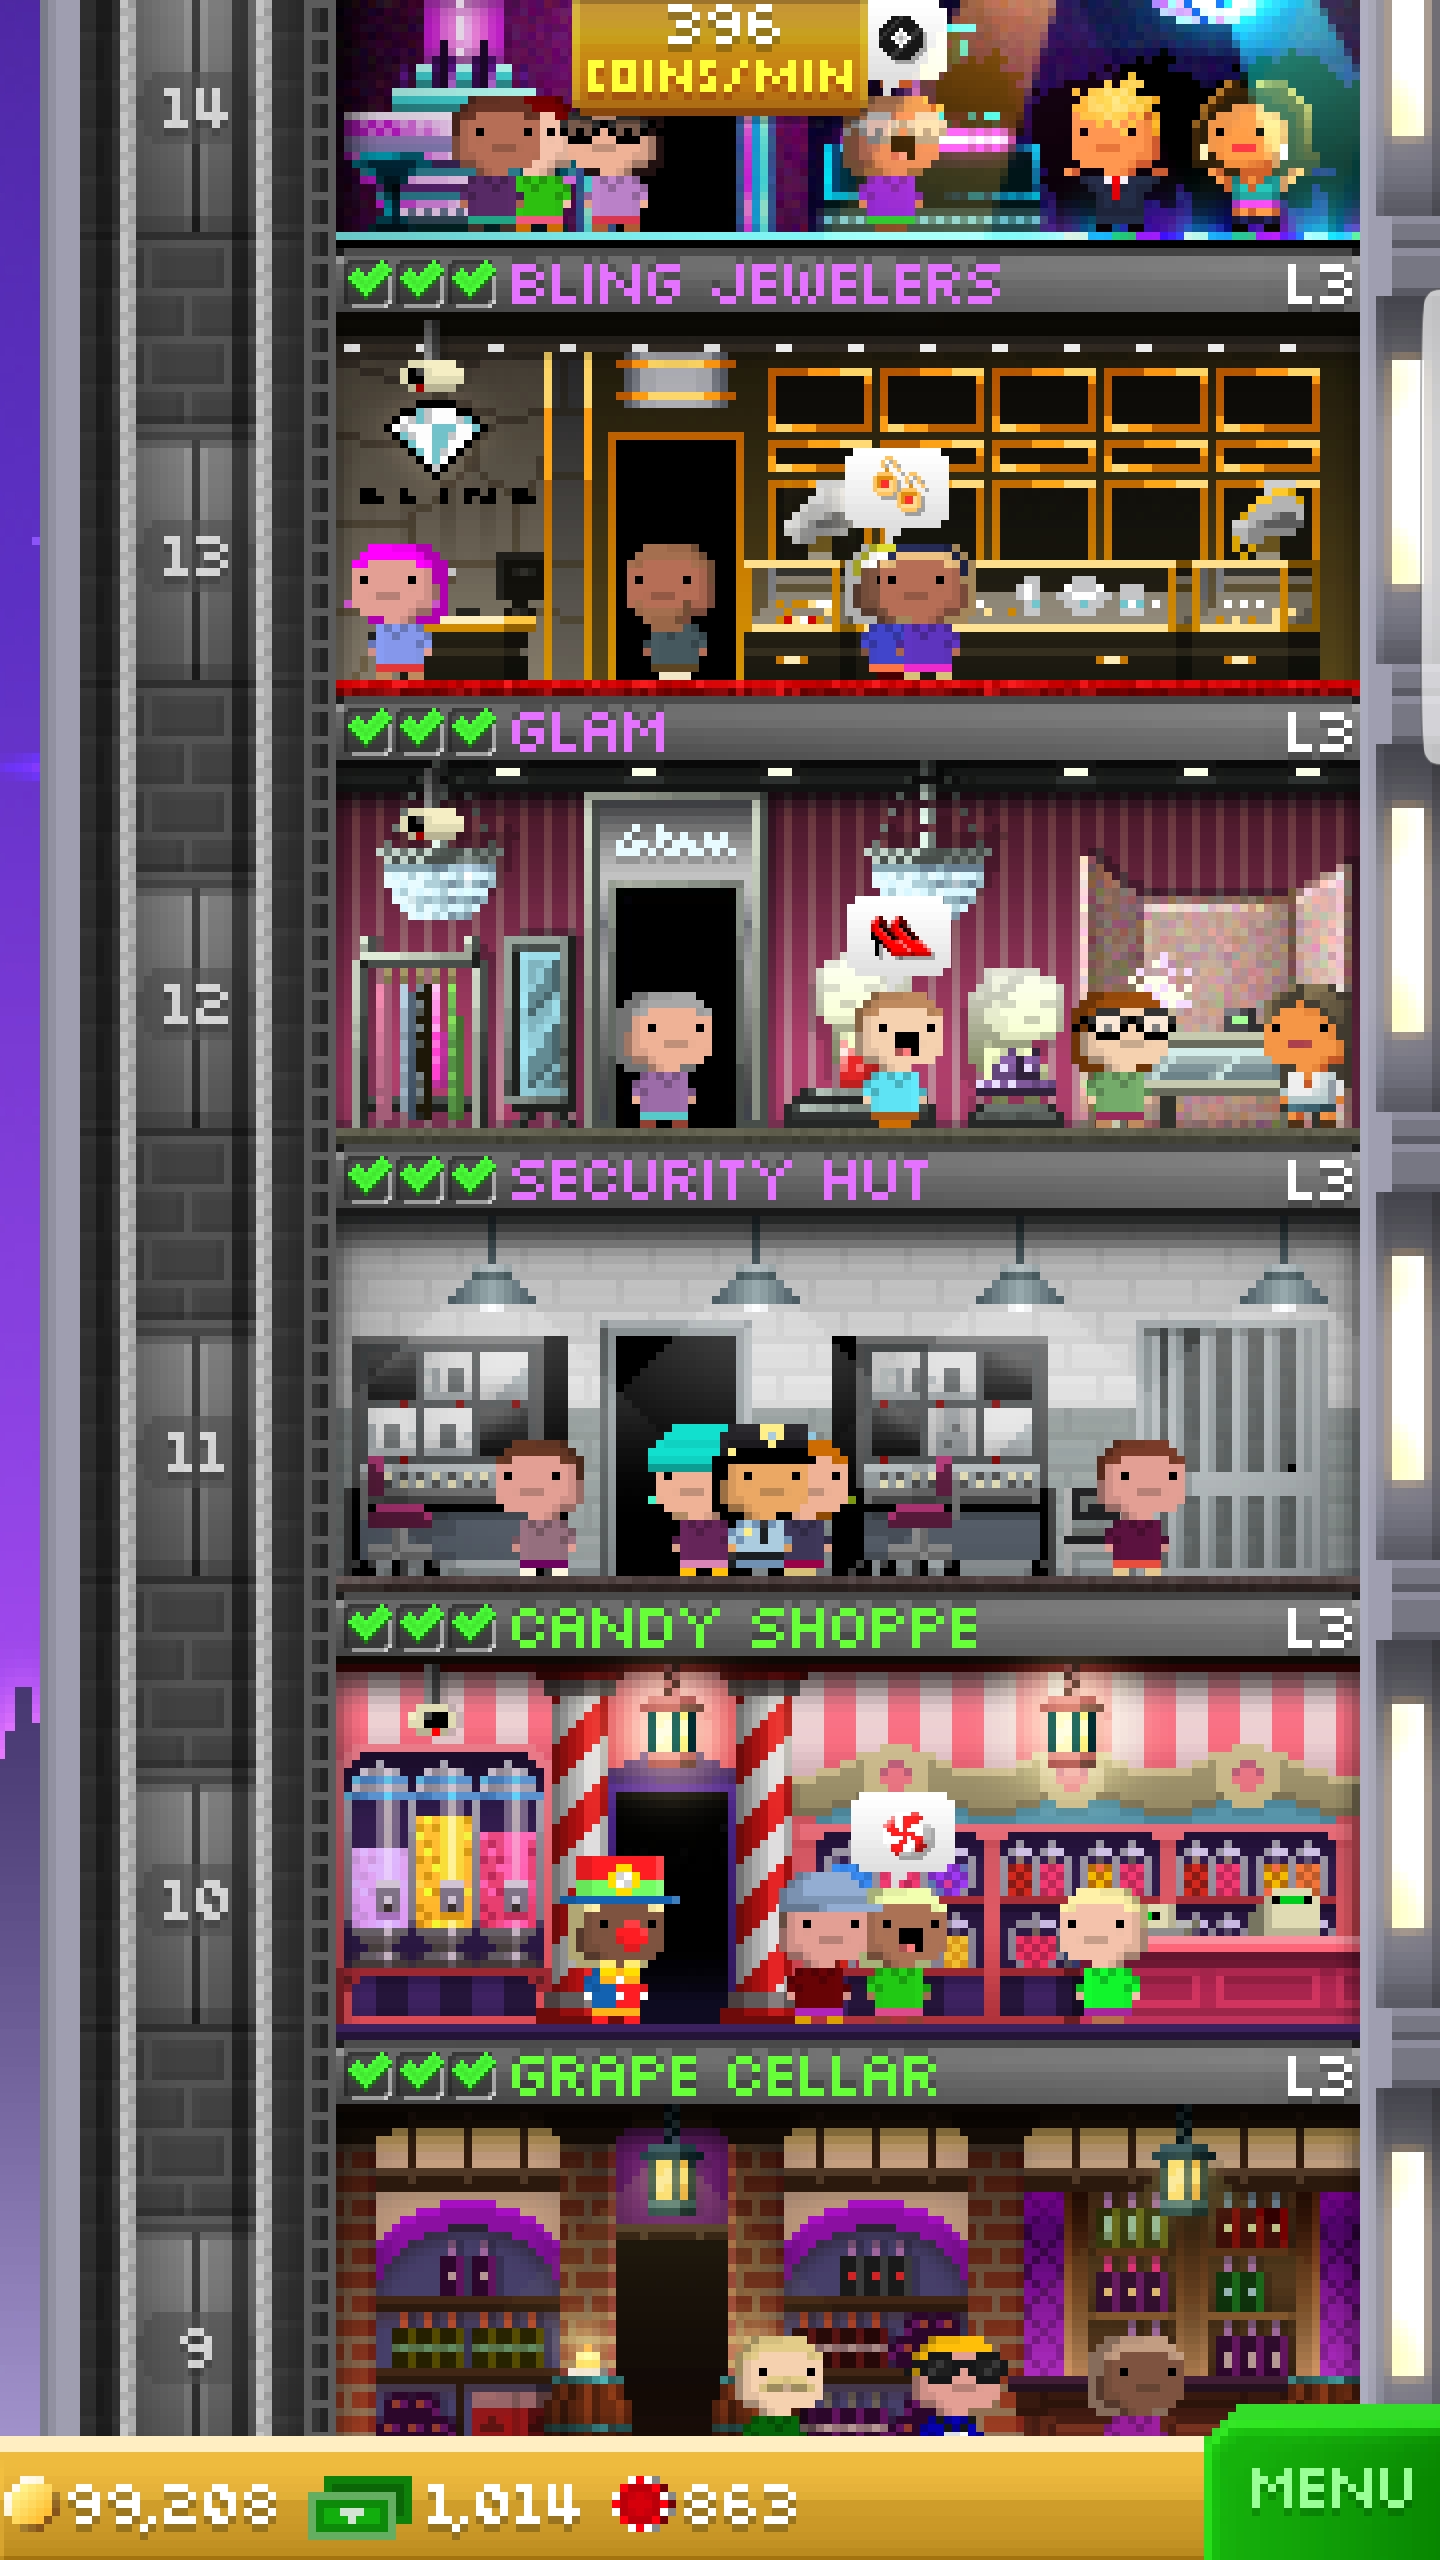 396
COINS/MIN
14
BLING JEWELERS L3
BLING
13
GLAM L3
Glam
12
SECURITY HUT L3
11
CANDY SHOPPE L3
10
GRAPE CELLAR L3
9
99,208 1,014 863
MENU